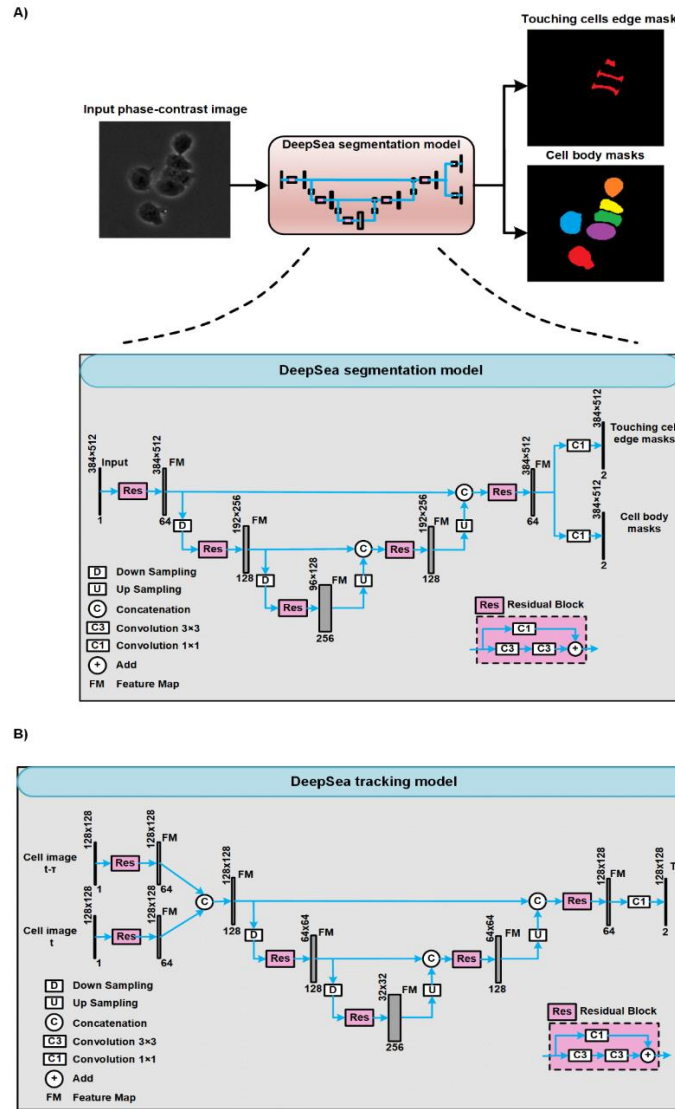 A)
Touching cells edge mask
Input phase-contrast image
DeepSea segmentation model
Cell body masks
DeepSea segmentation model
384×512
Input
1
Res
384×512
FM
64
D
Res
192×256
FM
128
D
Res
96×128
FM
256
U
C
Res
192×256
FM
128
U
C
Res
384×512
FM
64
C1
384×512
2
Touching cell
edge masks
C1
384×512
2
Cell body
masks
D Down Sampling
U Up Sampling
C Concatenation
C3 Convolution 3×3
C1 Convolution 1×1
+ Add
FM Feature Map
Res Residual Block
C1
C3 C3 +
B)
DeepSea tracking model
Cell image
t-τ
128x128
1
Res
128x128
FM
64
Cell image
t
128x128
1
Res
128x128
FM
64
C
128x128
FM
128
D
Res
64x64
FM
128
D
Res
32x32
FM
256
U
C
Res
64x64
FM
128
U
C
Res
128x128
FM
64
C1
128x128
2
T
D Down Sampling
U Up Sampling
C Concatenation
C3 Convolution 3×3
C1 Convolution 1×1
+ Add
FM Feature Map
Res Residual Block
C1
C3 C3 +